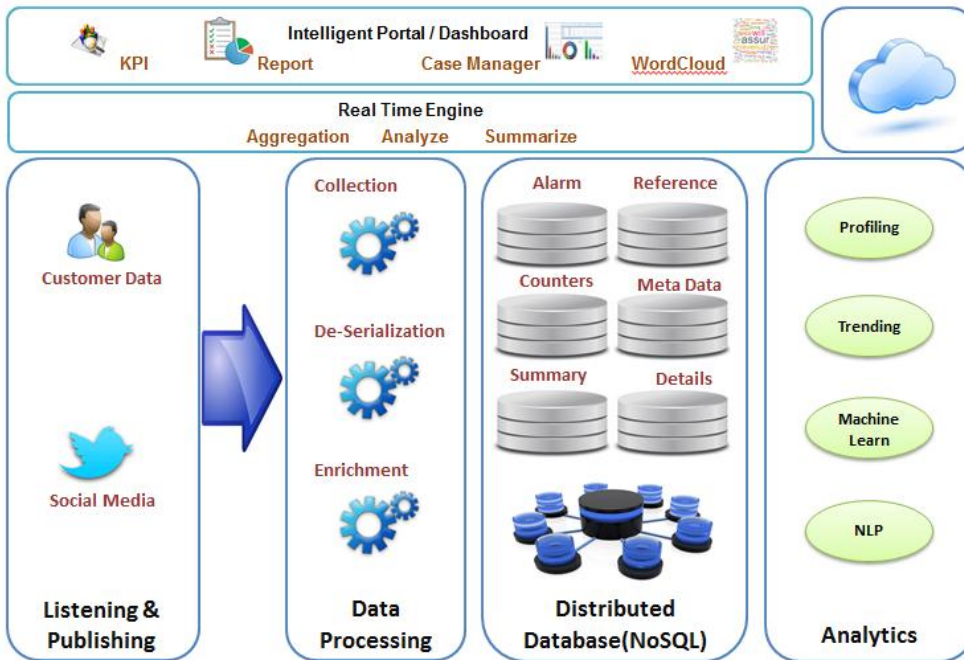 Intelligent Portal / Dashboard
KPI
Report
Case Manager
WordCloud
will
assur
Real Time Engine
Aggregation Analyze Summarize
Customer Data
Social Media
Listening &
Publishing
Collection
De-Serialization
Enrichment
Data
Processing
Alarm
Reference
Counters
Meta Data
Summary
Details
Distributed
Database(NoSQL)
Profiling
Trending
Machine
Learn
NLP
Analytics